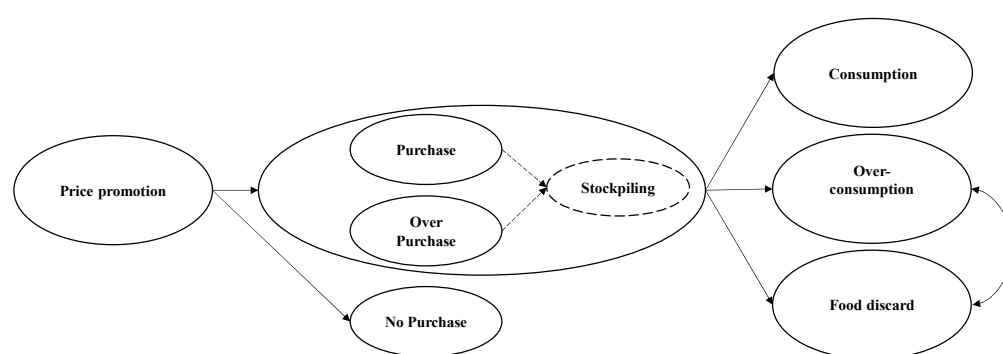 Price promotion
Purchase
Over
Purchase
Stockpiling
No Purchase
Consumption
Over-
consumption
Food discard